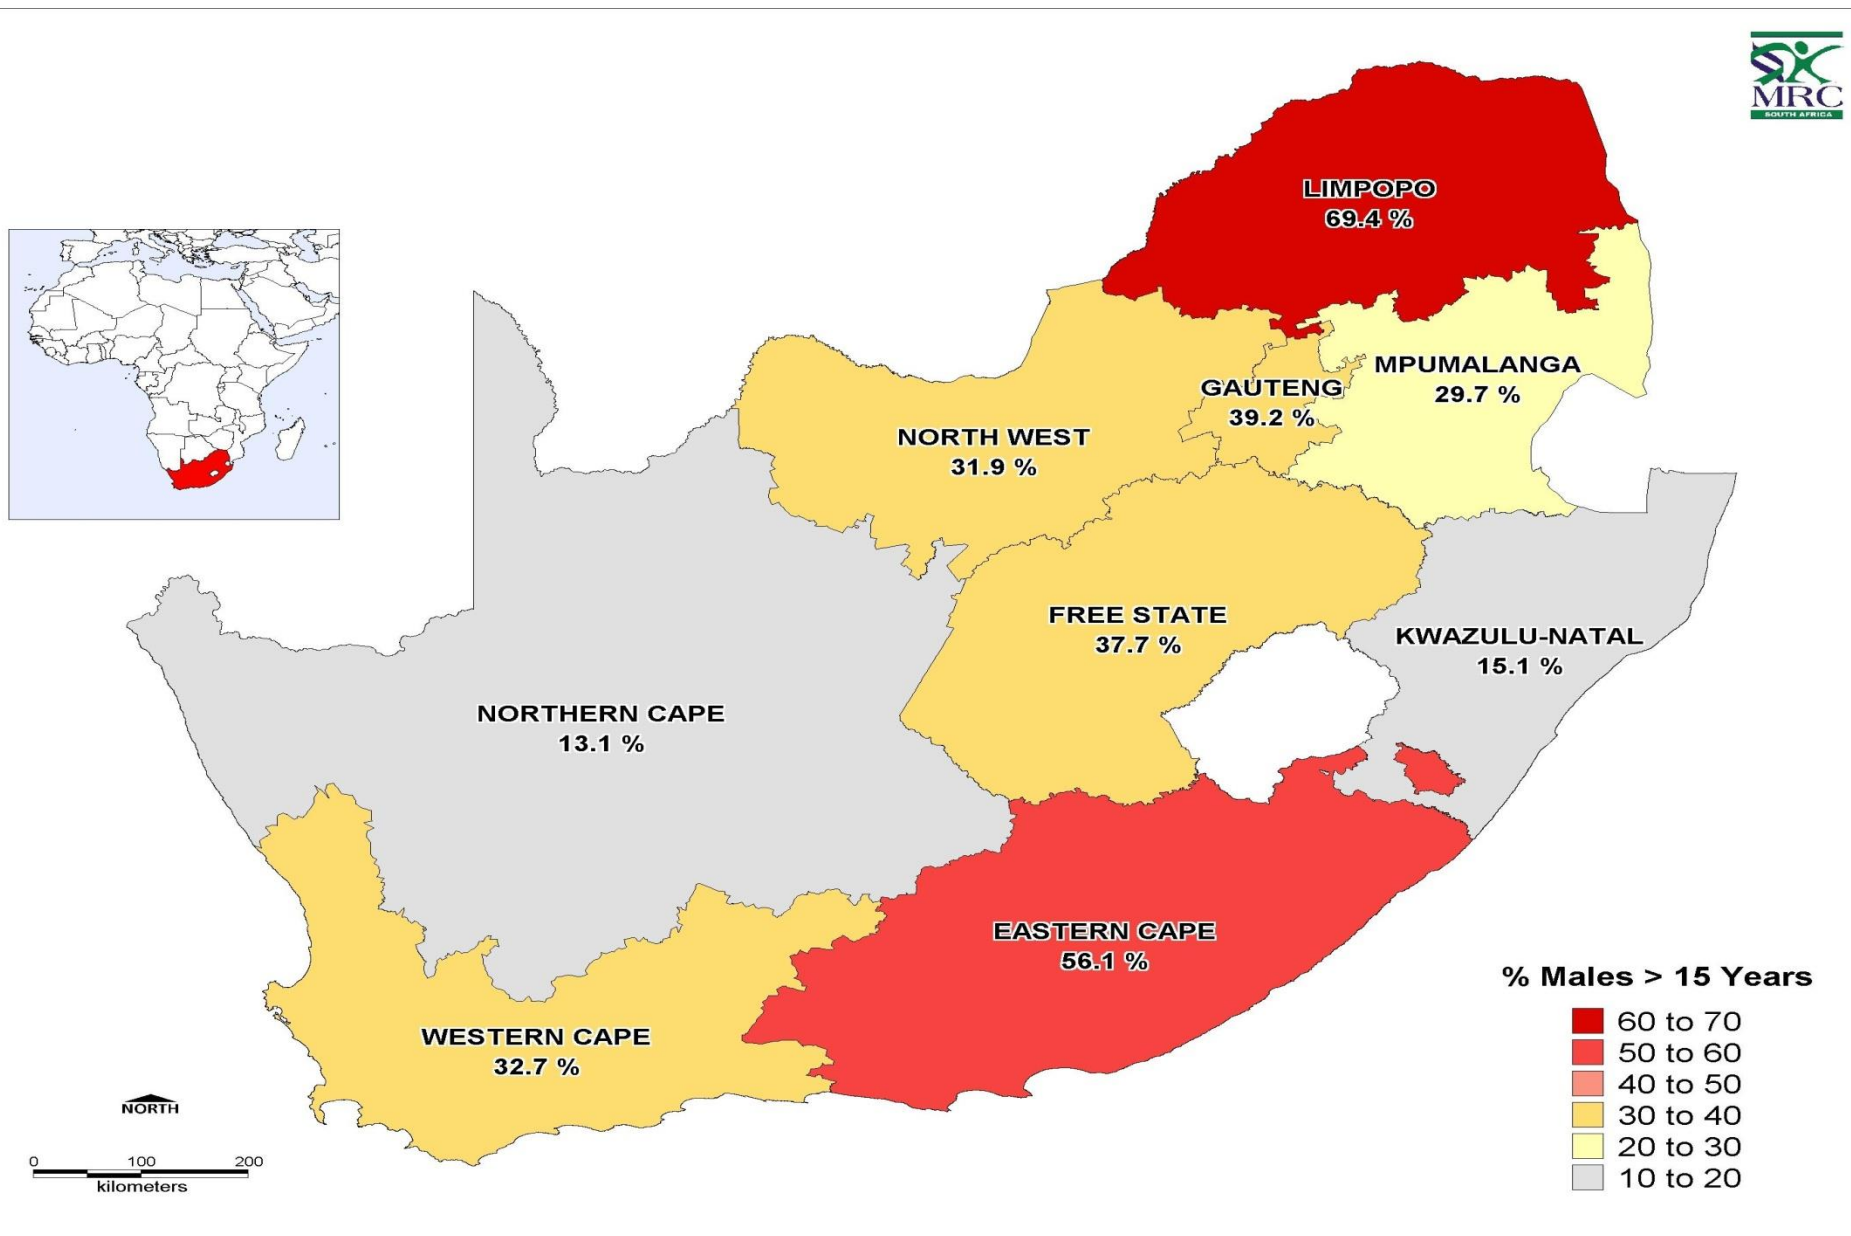 MRC
SOUTH AFRICA
LIMPOPO
69.4 %
MPUMALANGA
29.7 %
GAUTENG
39.2 %
NORTH WEST
31.9 %
FREE STATE
37.7 %
KWAZULU-NATAL
15.1 %
NORTHERN CAPE
13.1 %
EASTERN CAPE
56.1 %
WESTERN CAPE
32.7 %
% Males > 15 Years
60 to 70
50 to 60
40 to 50
30 to 40
20 to 30
10 to 20
NORTH
0 100 200
kilometers